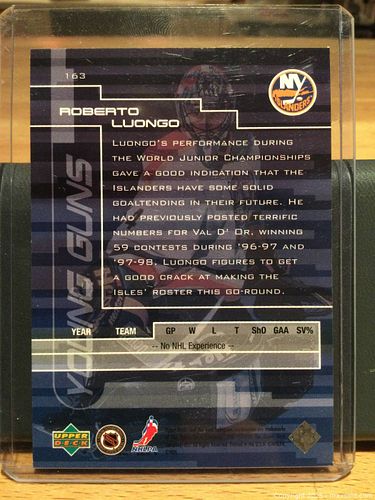 163
NY
ISLANDERS
ROBERTO
LUONGO
LUONGO'S PERFORMANCE DURING
THE WORLD JUNIOR CHAMPIONSHIPS
GAVE A GOOD INDICATION THAT THE
ISLANDERS HAVE SOME SOLID
GOALTENDING IN THEIR FUTURE. HE
HAD PREVIOUSLY POSTED TERRIFIC
NUMBERS FOR VAL D' OR, WINNING
59 CONTESTS DURING '96-97 AND
'97-98. LUONGO FIGURES TO GET
A GOOD CRACK AT MAKING THE
ISLES' ROSTER THIS GO-ROUND.
YOUNG GUNS
YEAR TEAM GP W L T ShO GAA SV%
-- No NHL Experience --
UPPER
DECK
NHLPA